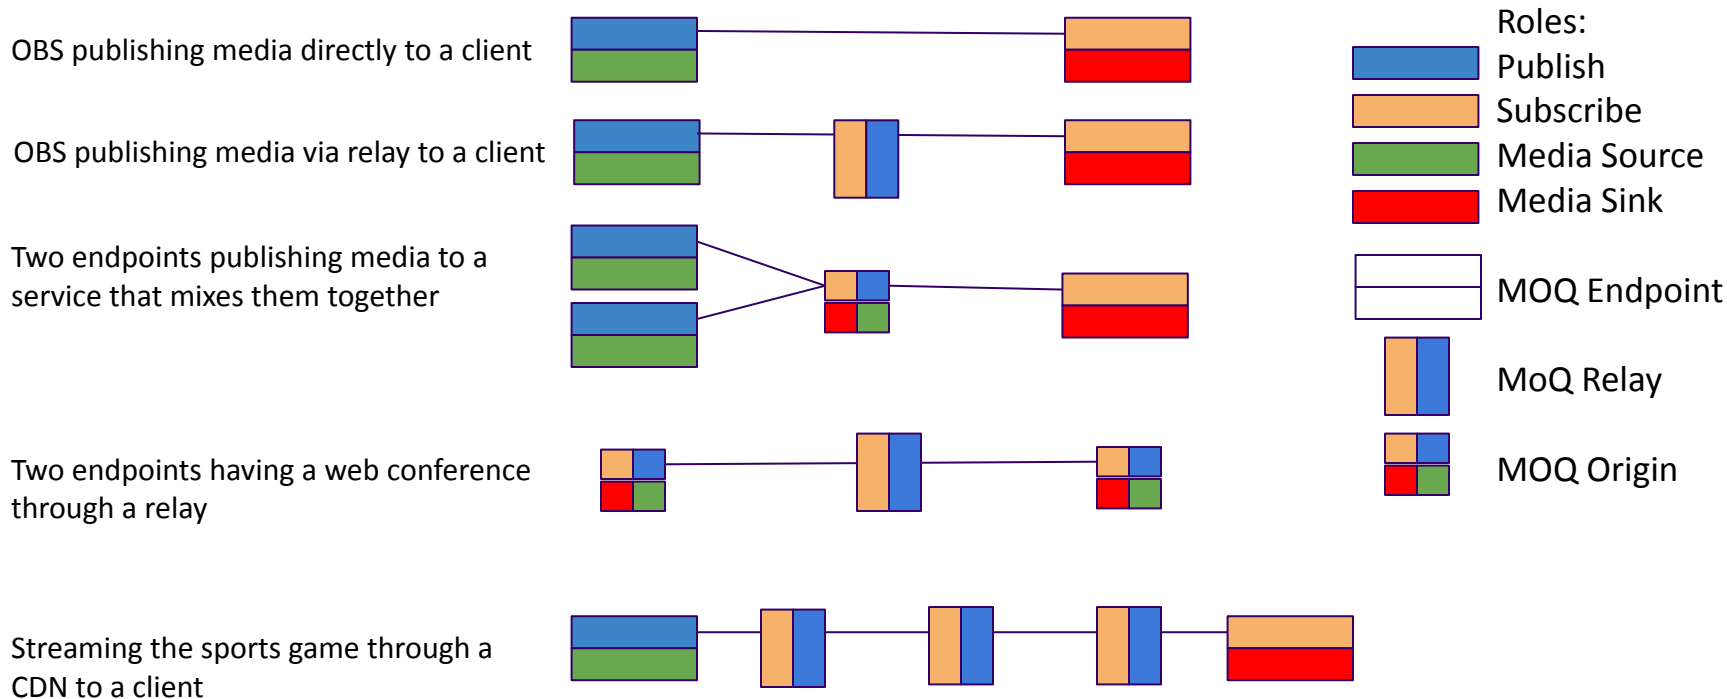 OBS publishing media directly to a client
OBS publishing media via relay to a client
Two endpoints publishing media to a
service that mixes them together
Two endpoints having a web conference
through a relay
Streaming the sports game through a
CDN to a client
Roles:
Publish
Subscribe
Media Source
Media Sink
MOQ Endpoint
MoQ Relay
MOQ Origin